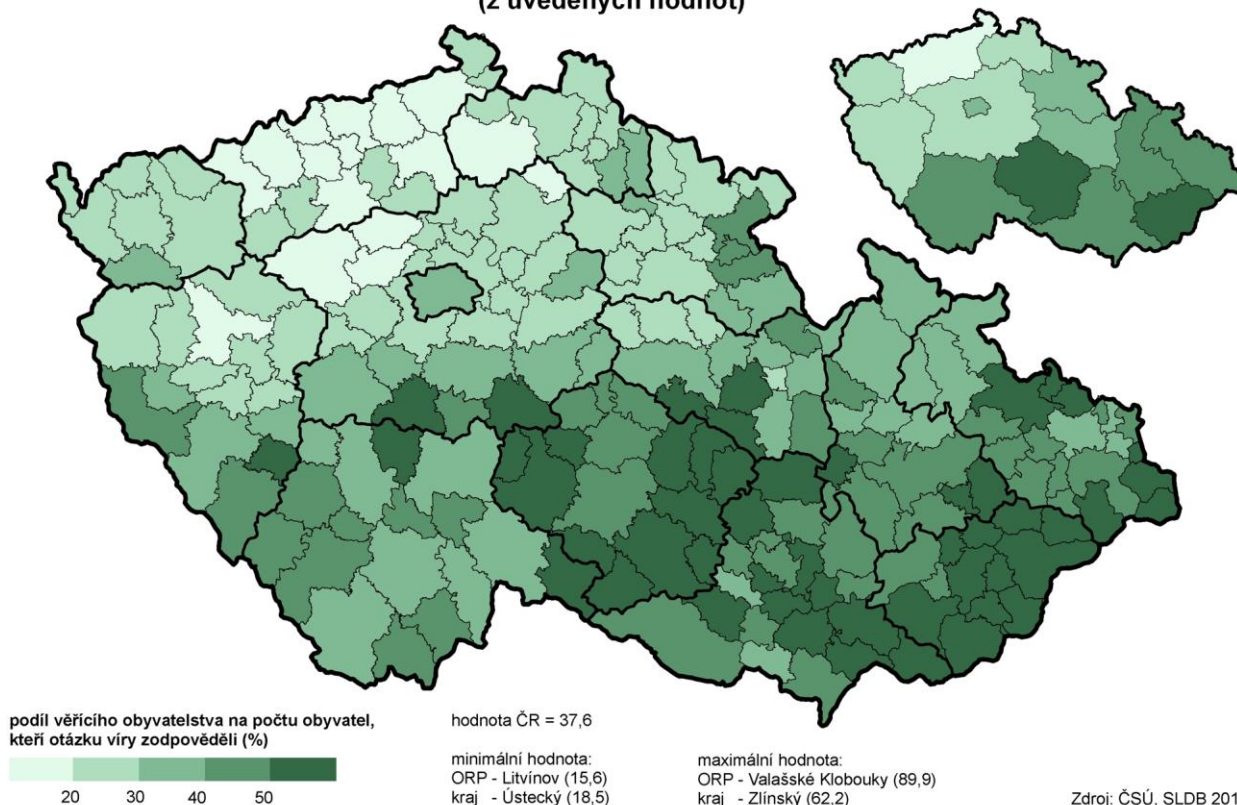 (z uvedených hodnot)
podíl věřícího obyvatelstva na počtu obyvatel,
kteří otázku víry zodpověděli (%)
20 30 40 50
hodnota ČR = 37,6
minimální hodnota:
ORP - Litvínov (15,6)
kraj - Ústecký (18,5)
maximální hodnota:
ORP - Valašské Klobouky (89,9)
kraj - Zlínský (62,2)
Zdroj: ČSÚ, SLDB 201